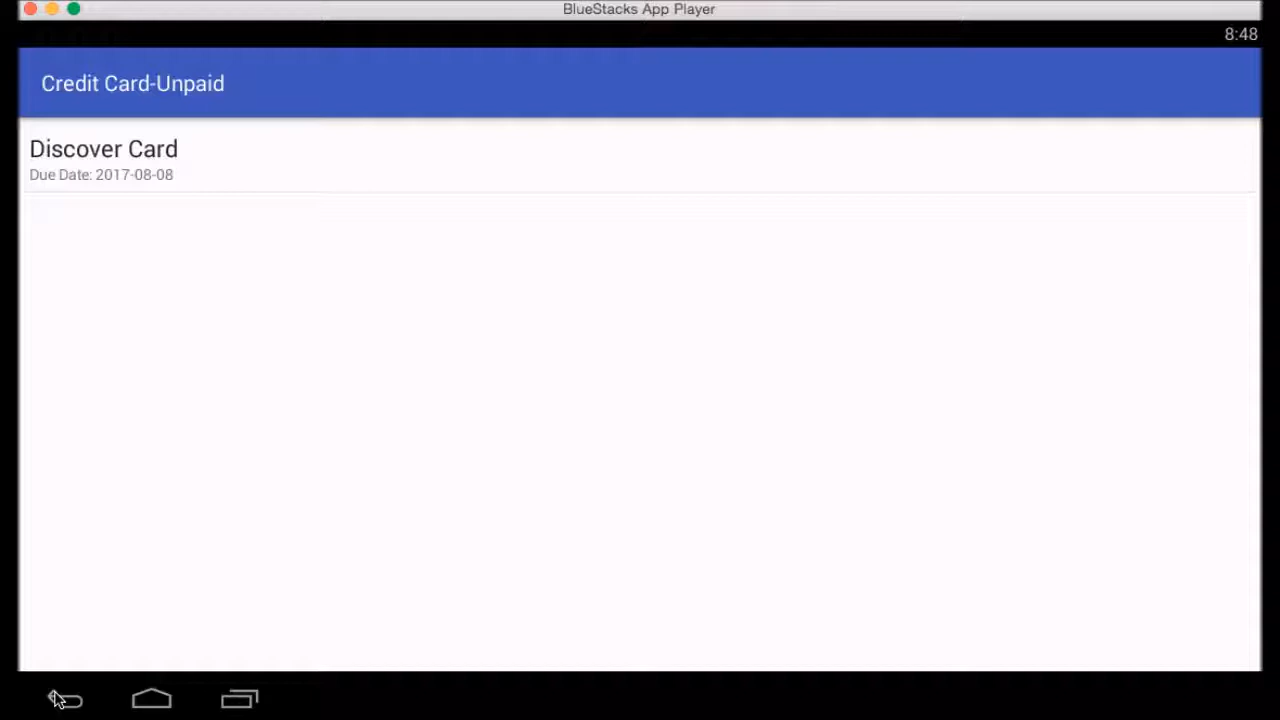 BlueStacks App Player
8:48
Credit Card-Unpaid
Discover Card
Due Date: 2017-08-08